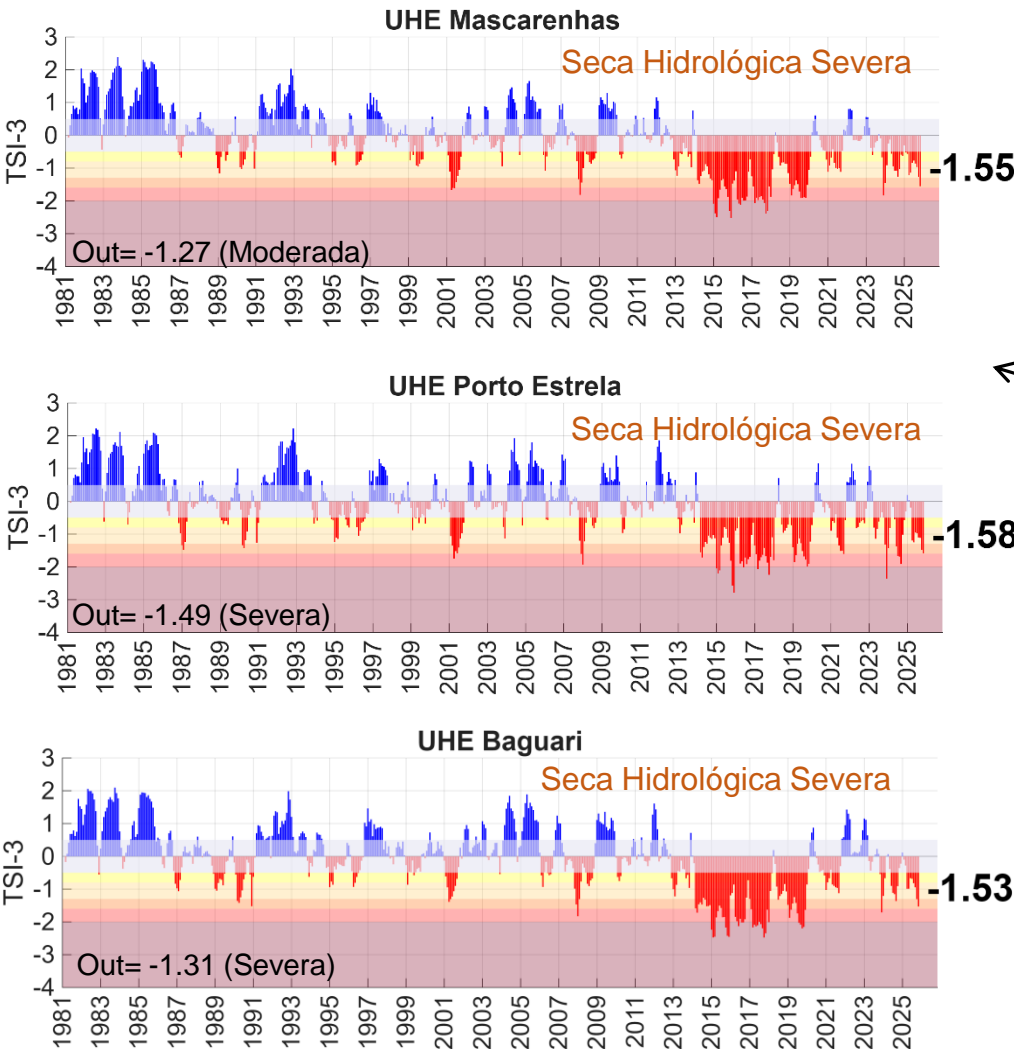 UHE Mascarenhas
Seca Hidrológica Severa
TSI-3
3
2
1
0
-1
-2
-3
-4
-1.55
Out= -1.27 (Moderada)
1981 1983 1985 1987 1989 1991 1993 1995 1997 1999 2001 2003 2005 2007 2009 2011 2013 2015 2017 2019 2021 2023 2025
UHE Porto Estrela
Seca Hidrológica Severa
TSI-3
3
2
1
0
-1
-2
-3
-4
-1.58
Out= -1.49 (Severa)
1981 1983 1985 1987 1989 1991 1993 1995 1997 1999 2001 2003 2005 2007 2009 2011 2013 2015 2017 2019 2021 2023 2025
UHE Baguari
Seca Hidrológica Severa
TSI-3
3
2
1
0
-1
-2
-3
-4
-1.53
Out= -1.31 (Severa)
1981 1983 1985 1987 1989 1991 1993 1995 1997 1999 2001 2003 2005 2007 2009 2011 2013 2015 2017 2019 2021 2023 2025